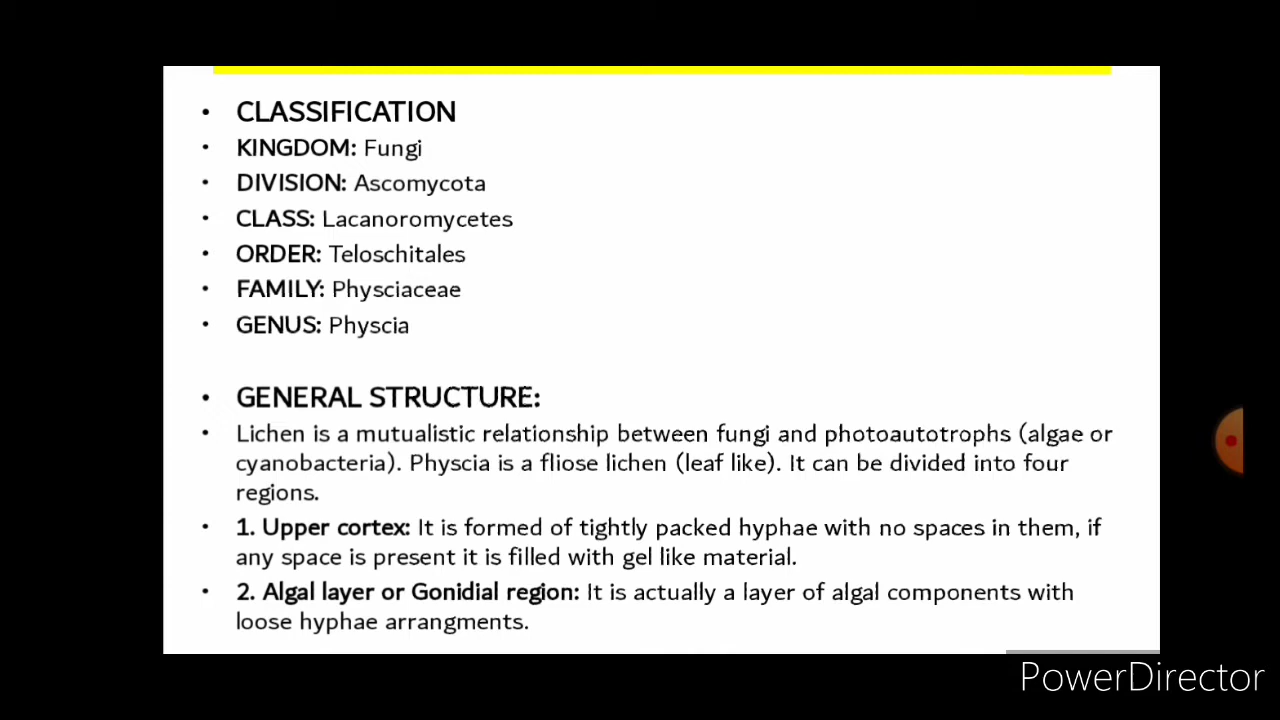 • CLASSIFICATION
• KINGDOM: Fungi
• DIVISION: Ascomycota
• CLASS: Lacanoromycetes
• ORDER: Teloschitales
• FAMILY: Physciaceae
• GENUS: Physcia
• GENERAL STRUCTURE:
• Lichen is a mutualistic relationship between fungi and photoautotrophs (algae or
cyanobacteria). Physcia is a fliose lichen (leaf like). It can be divided into four
regions.
• 1. Upper cortex: It is formed of tightly packed hyphae with no spaces in them, if
any space is present it is filled with gel like material.
• 2. Algal layer or Gonidial region: It is actually a layer of algal components with
loose hyphae arrangments.
PowerDirector